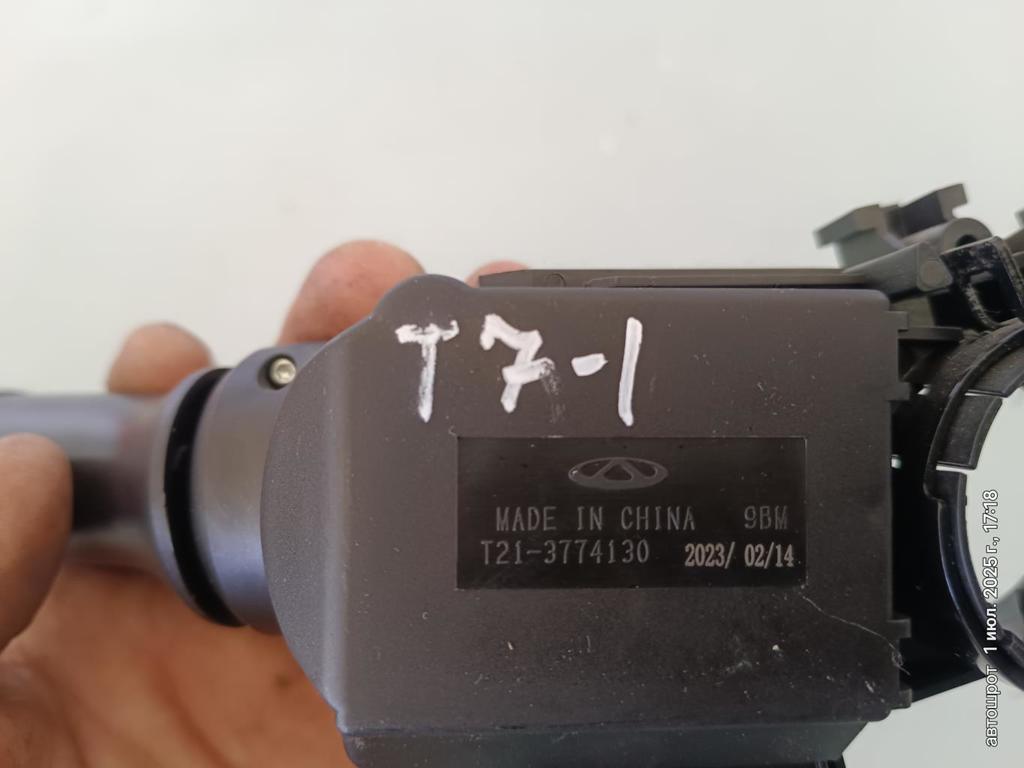 T7-1
MADE IN CHINA 9BM
T21-3774130 2023/ 02/14
автошрот 1 июл. 2025 г., 17:18